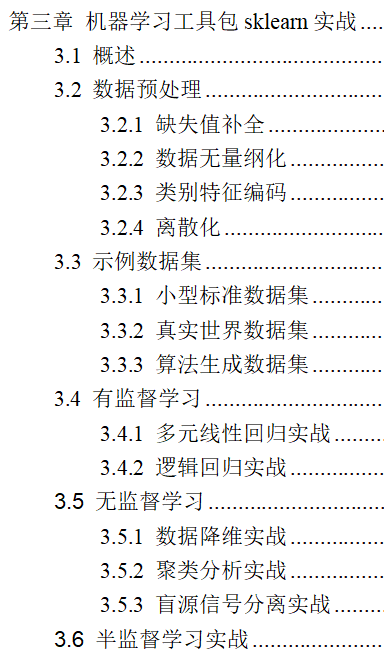 第三章 机器学习工具包 sklearn 实战....
3.1 概述....................................
3.2 数据预处理..........................
3.2.1 缺失值补全.................
3.2.2 数据无量纲化..............
3.2.3 类别特征编码..............
3.2.4 离散化........................
3.3 示例数据集..........................
3.3.1 小型标准数据集...........
3.3.2 真实世界数据集...........
3.3.3 算法生成数据集...........
3.4 有监督学习..........................
3.4.1 多元线性回归实战........
3.4.2 逻辑回归实战..............
3.5 无监督学习..........................
3.5.1 数据降维实战..............
3.5.2 聚类分析实战..............
3.5.3 盲源信号分离实战........
3.6 半监督学习实战....................